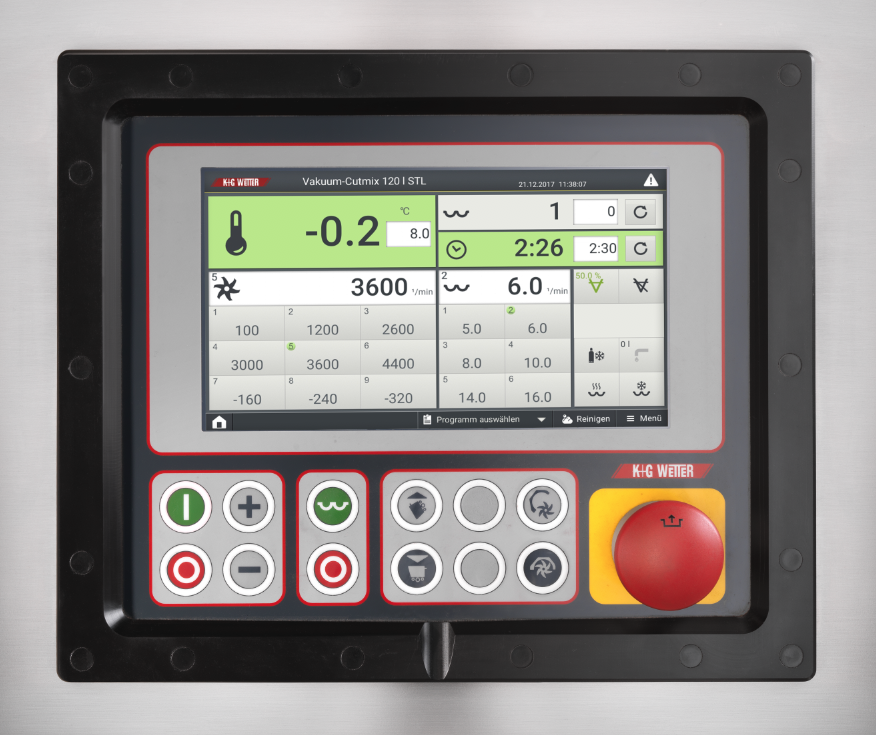 K+G WETTER Vakuum-Cutmix 120 l STL 21.12.2017 11:38:07
°C
-0.2 8.0
1 0
2:26 2:30
5 3600 1/min
2 6.0 1/min
50.0 %
1 100 2 1200 3 2600
1 5.0 2 6.0
4 3000 5 3600 6 4400
3 8.0 4 10.0
0 l
7 -160 8 -240 9 -320
5 14.0 6 16.0
Programm auswählen Reinigen Menü
K+G WETTER